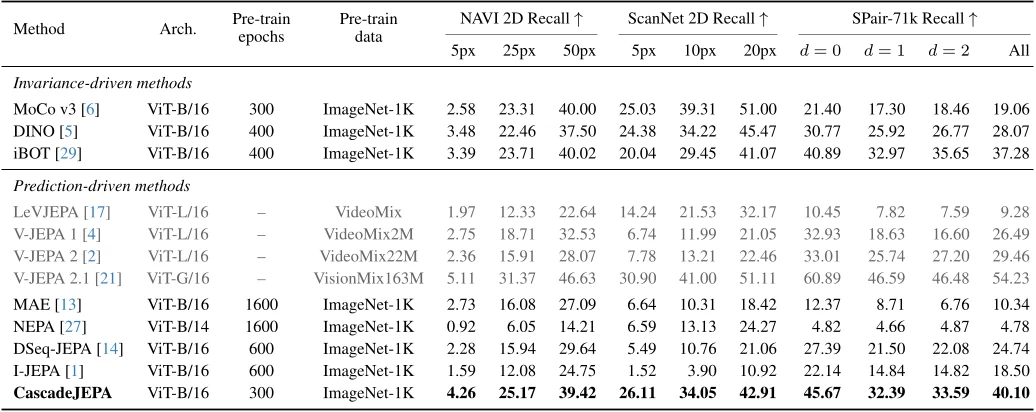 Method Arch. Pre-train epochs Pre-train data NAVI 2D Recall ↑ ScanNet 2D Recall ↑ SPair-71k Recall ↑
5px 25px 50px 5px 10px 20px d = 0 d = 1 d = 2 All
Invariance-driven methods
MoCo v3 [6] ViT-B/16 300 ImageNet-1K 2.58 23.31 40.00 25.03 39.31 51.00 21.40 17.30 18.46 19.06
DINO [5] ViT-B/16 400 ImageNet-1K 3.48 22.46 37.50 24.38 34.22 45.47 30.77 25.92 26.77 28.07
iBOT [29] ViT-B/16 400 ImageNet-1K 3.39 23.71 40.02 20.04 29.45 41.07 40.89 32.97 35.65 37.28
Prediction-driven methods
LeVJEPA [17] ViT-L/16 – VideoMix 1.97 12.33 22.64 14.24 21.53 32.17 10.45 7.82 7.59 9.28
V-JEPA 1 [4] ViT-L/16 – VideoMix2M 2.75 18.71 32.53 6.74 11.99 21.05 32.93 18.63 16.60 26.49
V-JEPA 2 [2] ViT-L/16 – VideoMix22M 2.36 15.91 28.07 7.78 13.21 22.46 33.01 25.74 27.20 29.46
V-JEPA 2.1 [21] ViT-G/16 – VisionMix163M 5.11 31.37 46.63 30.90 41.00 51.11 60.89 46.59 46.48 54.23
MAE [13] ViT-B/16 1600 ImageNet-1K 2.73 16.08 27.09 6.64 10.31 18.42 12.37 8.71 6.76 10.34
NEPA [27] ViT-B/14 1600 ImageNet-1K 0.92 6.05 14.21 6.59 13.13 24.27 4.82 4.66 4.87 4.78
DSeq-JEPA [14] ViT-B/16 600 ImageNet-1K 2.28 15.94 29.64 5.49 10.76 21.06 27.39 21.50 22.08 24.74
I-JEPA [1] ViT-B/16 600 ImageNet-1K 1.59 12.08 24.75 1.52 3.90 10.92 22.14 14.84 14.82 18.50
CascadeJEPA ViT-B/16 300 ImageNet-1K 4.26 25.17 39.42 26.11 34.05 42.91 45.67 32.39 33.59 40.10